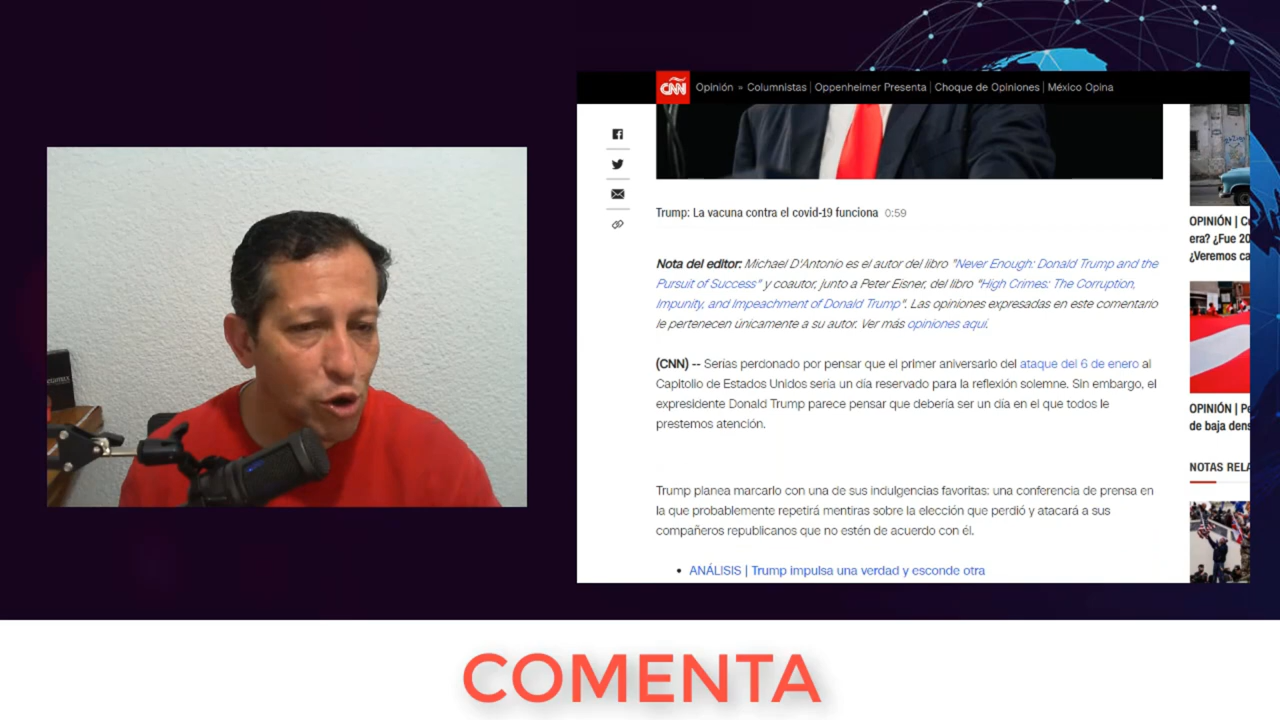 CNN
Opinión » Columnistas | Oppenheimer Presenta | Choque de Opiniones | México Opina
Trump: La vacuna contra el covid-19 funciona 0:59
Nota del editor: Michael D'Antonio es el autor del libro "Never Enough: Donald Trump and the
Pursuit of Success" y coautor, junto a Peter Eisner, del libro "High Crimes: The Corruption,
Impunity, and Impeachment of Donald Trump". Las opiniones expresadas en este comentario
le pertenecen únicamente a su autor. Ver más opiniones aquí.
(CNN) -- Serías perdonado por pensar que el primer aniversario del ataque del 6 de enero al
Capitolio de Estados Unidos sería un día reservado para la reflexión solemne. Sin embargo, el
expresidente Donald Trump parece pensar que debería ser un día en el que todos le
prestemos atención.
Trump planea marcarlo con una de sus indulgencias favoritas: una conferencia de prensa en
la que probablemente repetirá mentiras sobre la elección que perdió y atacará a sus
compañeros republicanos que no estén de acuerdo con él.
• ANÁLISIS | Trump impulsa una verdad y esconde otra
OPINIÓN |
era? ¿Fue 20
¿Veremos ca
OPINIÓN |
de baja dens
NOTAS RELA
COMENTA